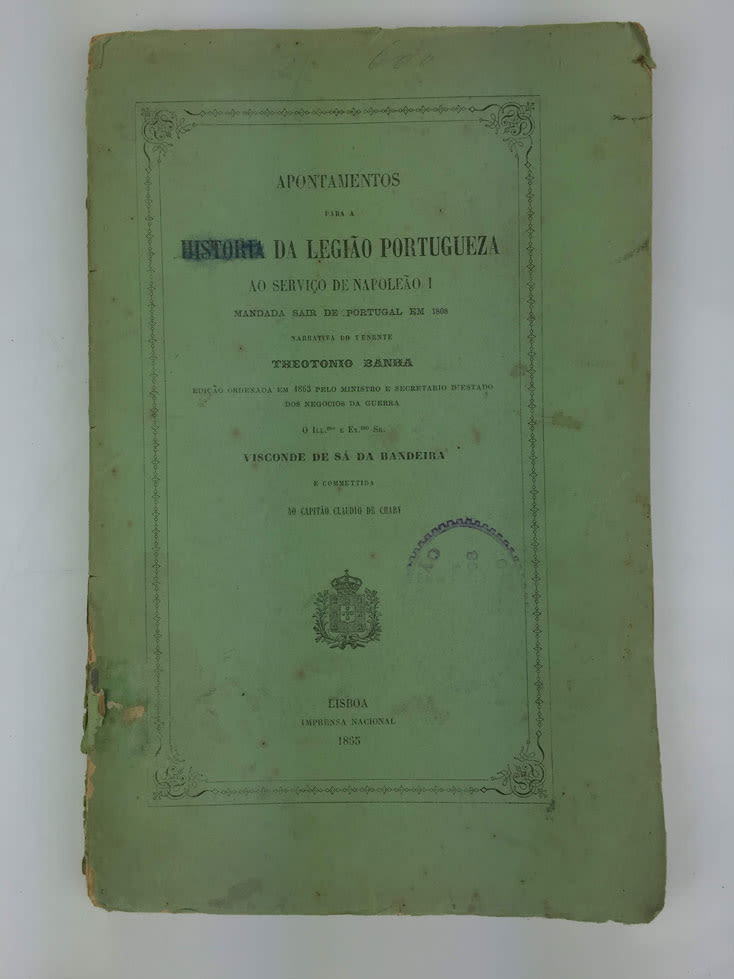 600
APONTAMENTOS
PARA A
HISTORIA DA LEGIÃO PORTUGUEZA
AO SERVIÇO DE NAPOLEÃO I
MANDADA SAIR DE PORTUGAL EM 1808
NARRATIVA DO TENENTE
THEOTONIO BANHA
EDIÇÃO ORDENADA EM 1863 PELO MINISTRO E SECRETARIO D'ESTADO
DOS NEGOCIOS DA GUERRA
O ILL.mo E EX.mo SR.
VISCONDE DE SÁ DA BANDEIRA
E COMMETTIDA
AO CAPITÃO CLAUDIO DE CHABY
LISBOA
IMPRENSA NACIONAL
1865